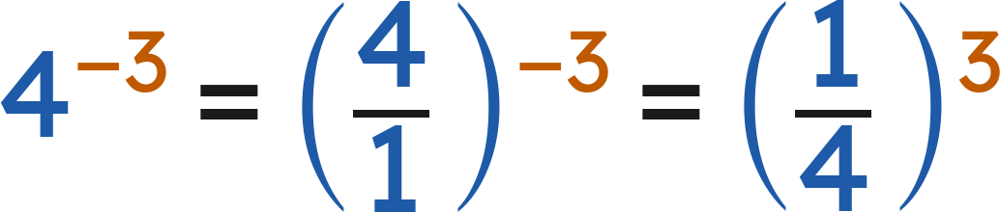 4⁻³ = (4/1)⁻³ = (1/4)³